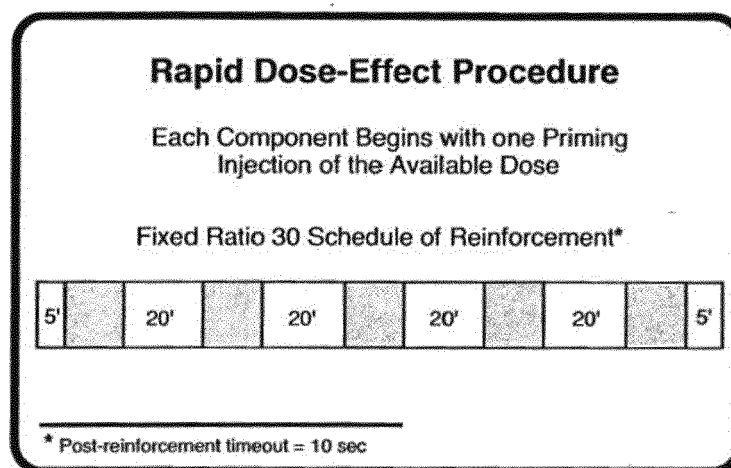 Rapid Dose-Effect Procedure
Each Component Begins with one Priming
Injection of the Available Dose
Fixed Ratio 30 Schedule of Reinforcement*
5' 20' 20' 20' 20' 5'
* Post-reinforcement timeout = 10 sec